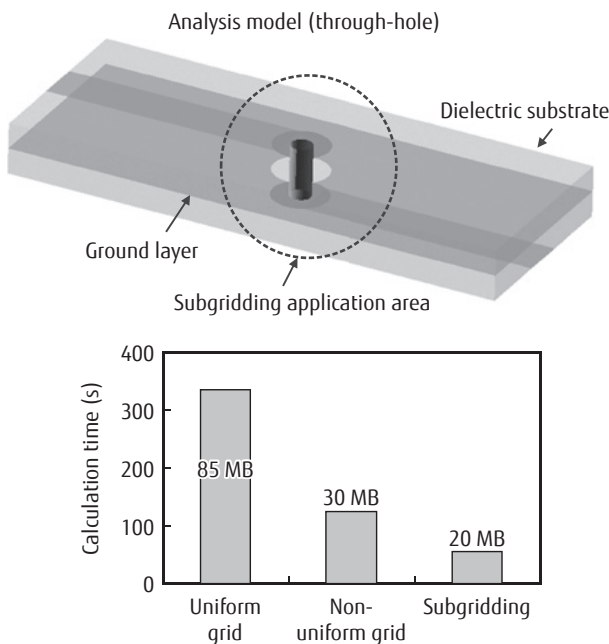 Analysis model (through-hole)
Dielectric substrate
Ground layer
Subgridding application area
400
300
200
100
0
Calculation time (s)
85 MB
30 MB
20 MB
Uniform
grid
Non-
uniform grid
Subgridding